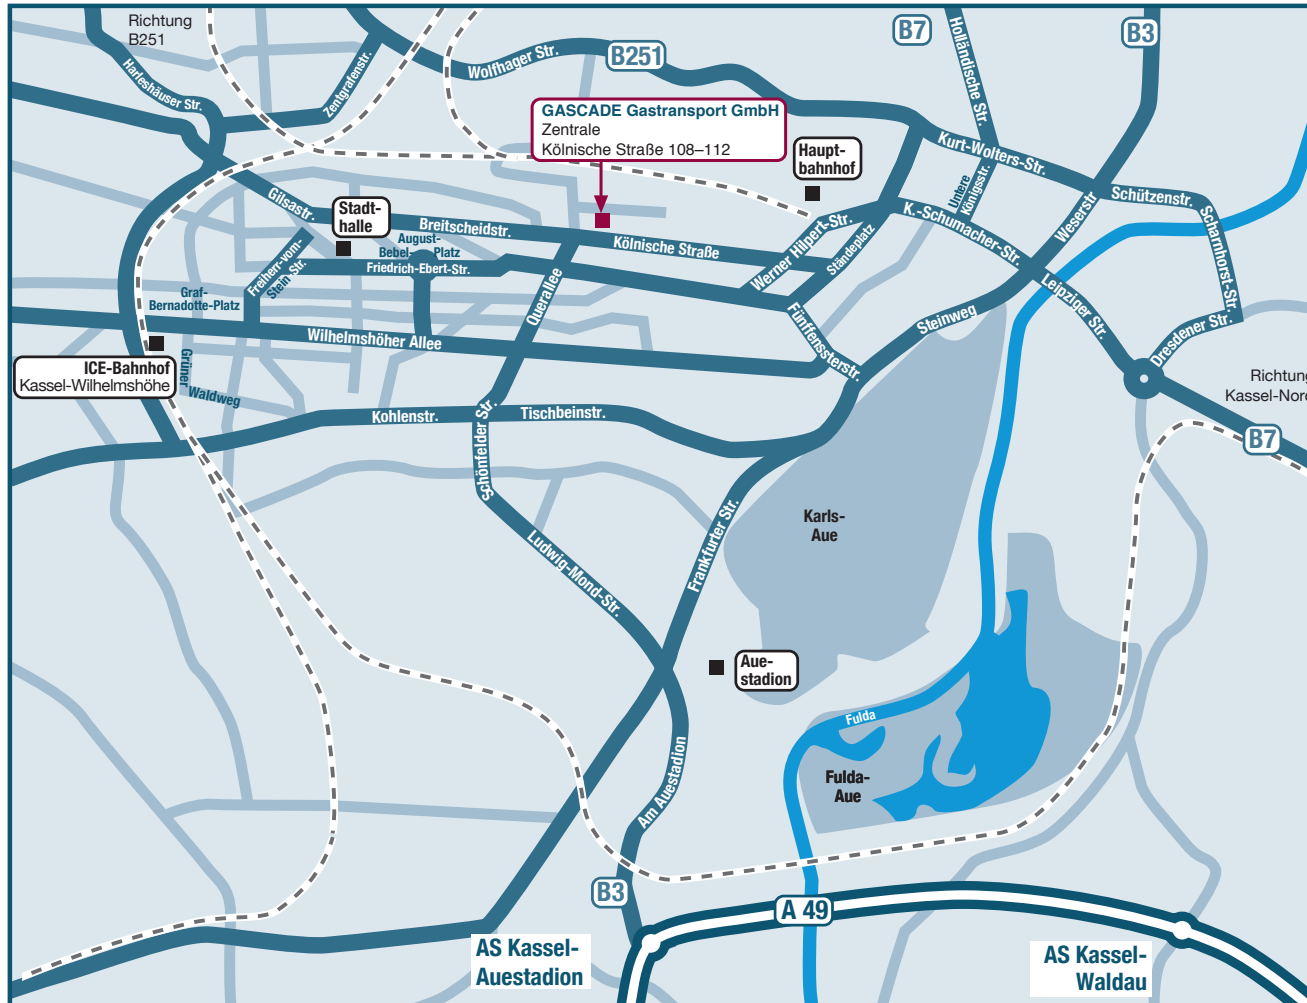 Richtung
B251
Harleshäuser Str.
Zentgrafenstr.
Wolfhager Str.
B251
B7
Holländische Str.
B3
GASCADE Gastransport GmbH
Zentrale
Kölnische Straße 108–112
Haupt-
bahnhof
Kurt-Wolters-Str.
Untere
Königsstr.
Schützenstr.
Scharnhorst-Str.
Weserstr
Gilsastr.
Stadt-
halle
Breitscheidstr.
August-
Bebel-Platz
Friedrich-Ebert-Str.
Kölnische Straße
Werner Hilpert-Str.
Ständeplatz
K.-Schumacher-Str.
Leipziger Str.
Dresdener Str.
Freiherr-vom-
Stein-Str.
Graf-
Bernadotte-Platz
Querallee
Fünffenssterstr.
Steinweg
Wilhelmshöher Allee
ICE-Bahnhof
Kassel-Wilhelmshöhe
Grüner
Waldweg
Richtung
Kassel-Nord
B7
Kohlenstr.
Schönfelder Str.
Tischbeinstr.
Karls-
Aue
Frankfurter Str.
Ludwig-Mond-Str.
Aue-
stadion
Fulda
Fulda-
Aue
Am Auestadion
B3
A 49
AS Kassel-
Auestadion
AS Kassel-
Waldau